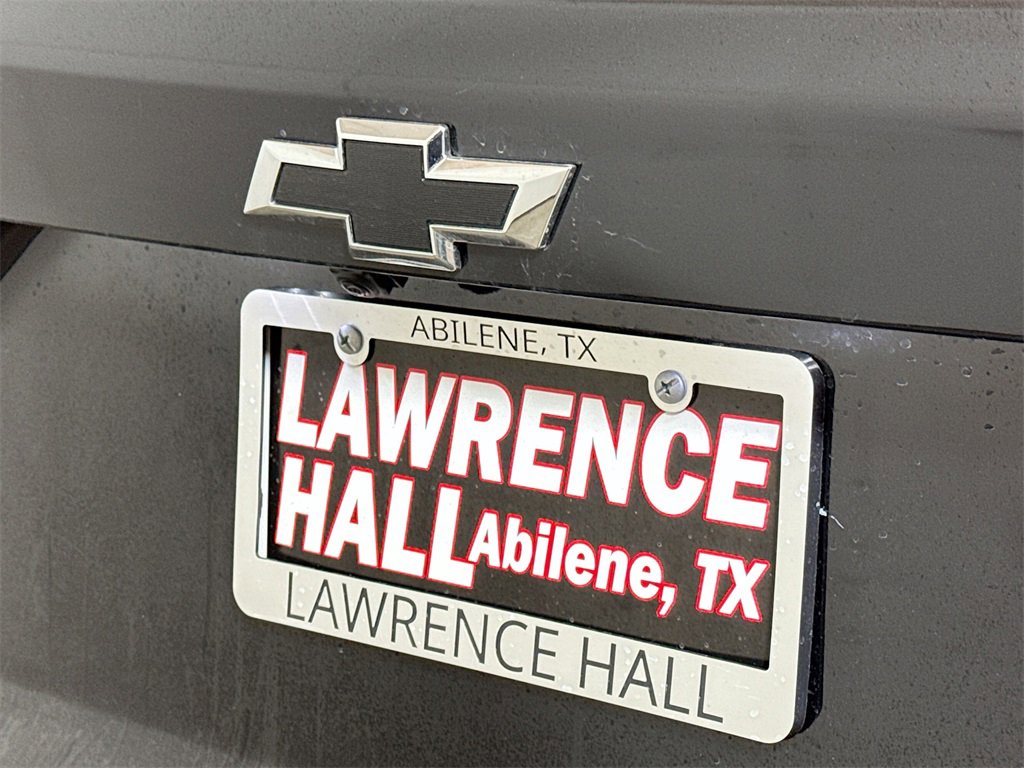 ABILENE, TX
LAWRENCE
HALL Abilene, TX
LAWRENCE HALL